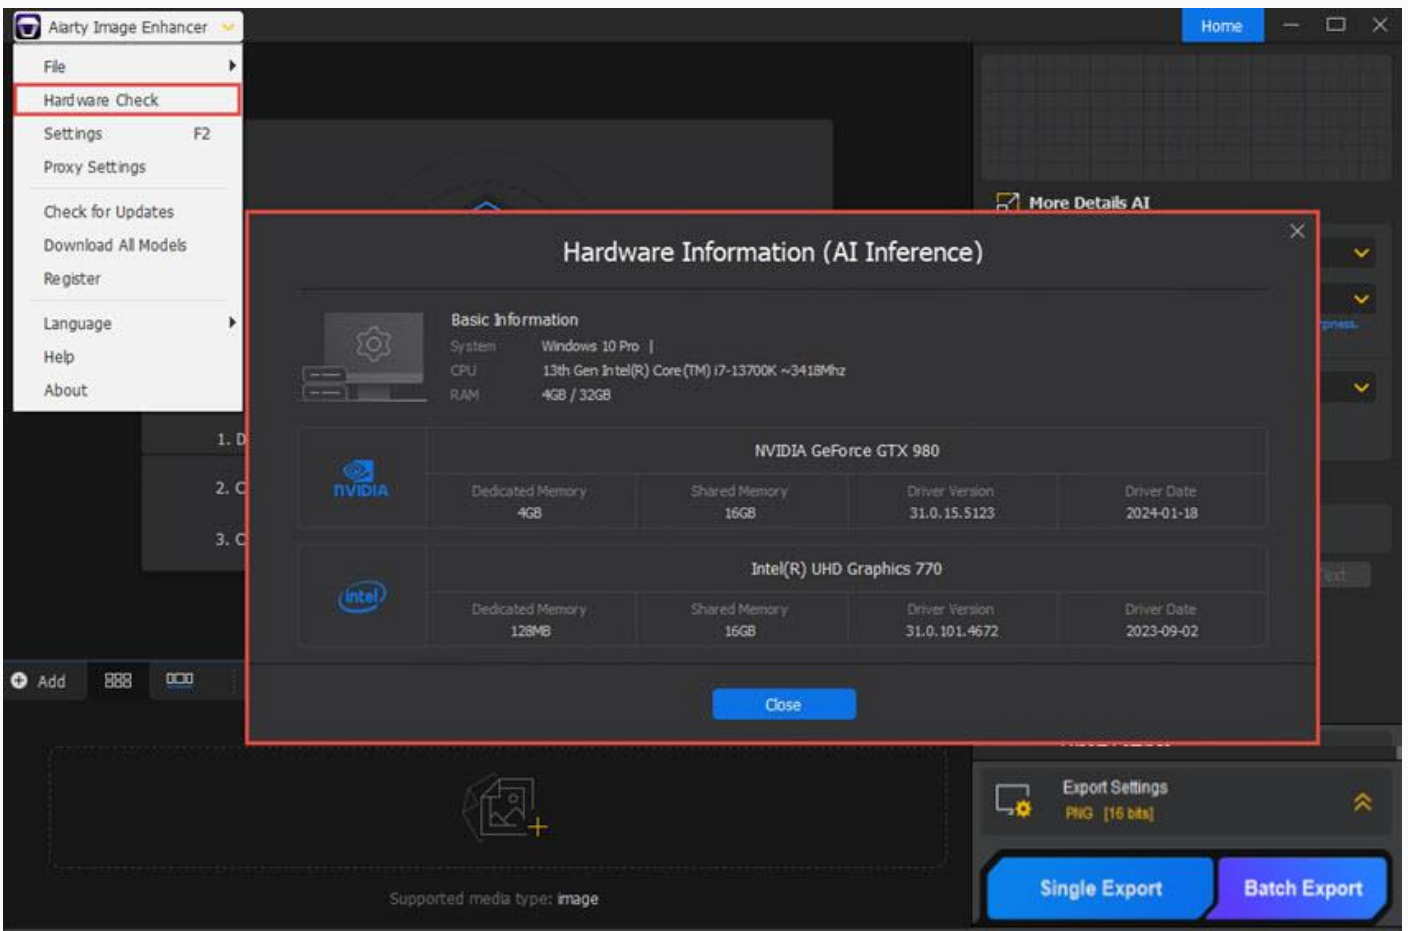 Aiarty Image Enhancer
Home
File
Hardware Check
Settings F2
Proxy Settings
Check for Updates
Download All Models
Register
Language
Help
About
More Details AI
Hardware Information (AI Inference)
Basic Information
System Windows 10 Pro |
CPU 13th Gen Intel(R) Core(TM) i7-13700K ~3418Mhz
RAM 4GB / 32GB
NVIDIA
NVIDIA GeForce GTX 980
Dedicated Memory Shared Memory Driver Version Driver Date
4GB 16GB 31.0.15.5123 2024-01-18
intel
Intel(R) UHD Graphics 770
Dedicated Memory Shared Memory Driver Version Driver Date
128MB 16GB 31.0.101.4672 2023-09-02
Close
1. D
2. C
3. C
Add
Supported media type: image
Export Settings
PNG [16 bits]
Single Export
Batch Export